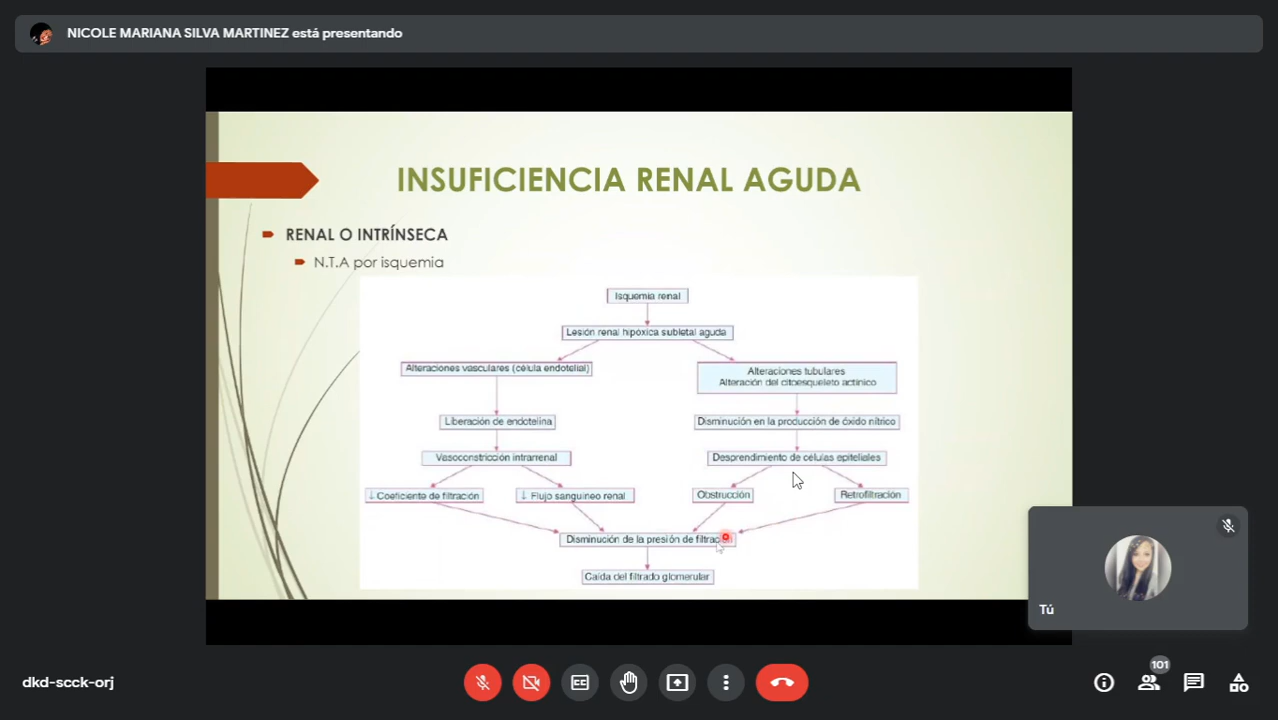 NICOLE MARIANA SILVA MARTINEZ está presentando
INSUFICIENCIA RENAL AGUDA
RENAL O INTRÍNSECA
N.T.A por isquemia
Isquemia renal
Lesión renal hipóxica subletal aguda
Alteraciones vasculares (célula endotelial)
Alteraciones tubulares
Alteración del citoesqueleto actínico
Liberación de endotelina
Disminución en la producción de óxido nítrico
Vasoconstricción intrarrenal
Desprendimiento de células epiteliales
↓ Coeficiente de filtración
↓ Flujo sanguíneo renal
Obstrucción
Retrofiltración
Disminución de la presión de
Caída del filtrado glomerular
Tú
dkd-scck-orj
CC
101